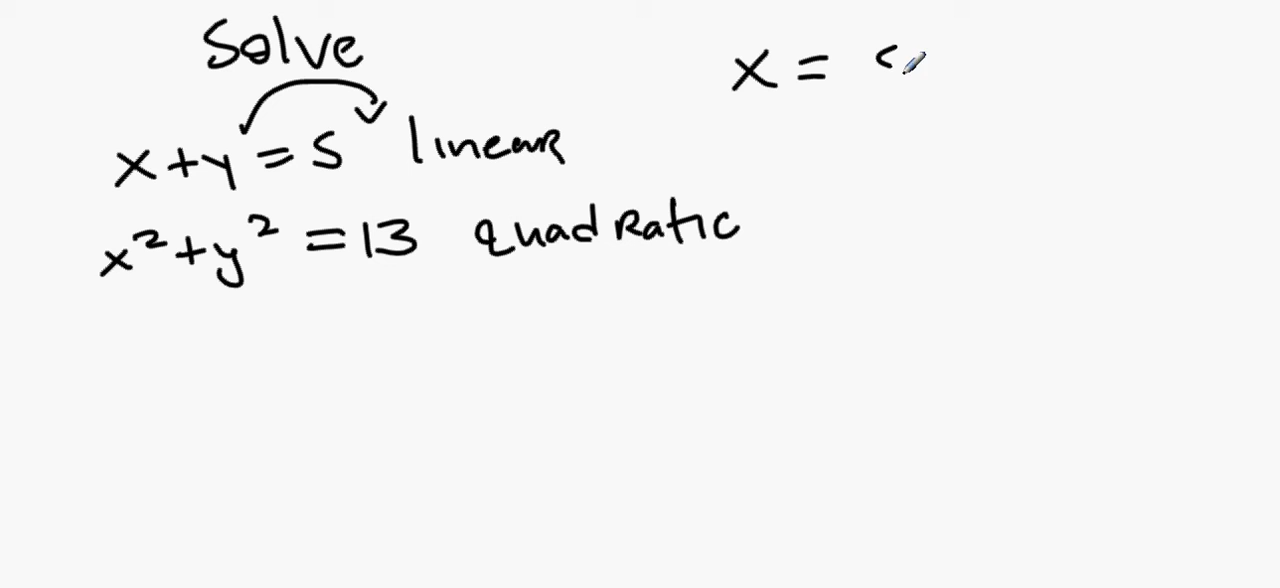 Solve
x+y=5 linear
x²+y²=13 quadratic
x =